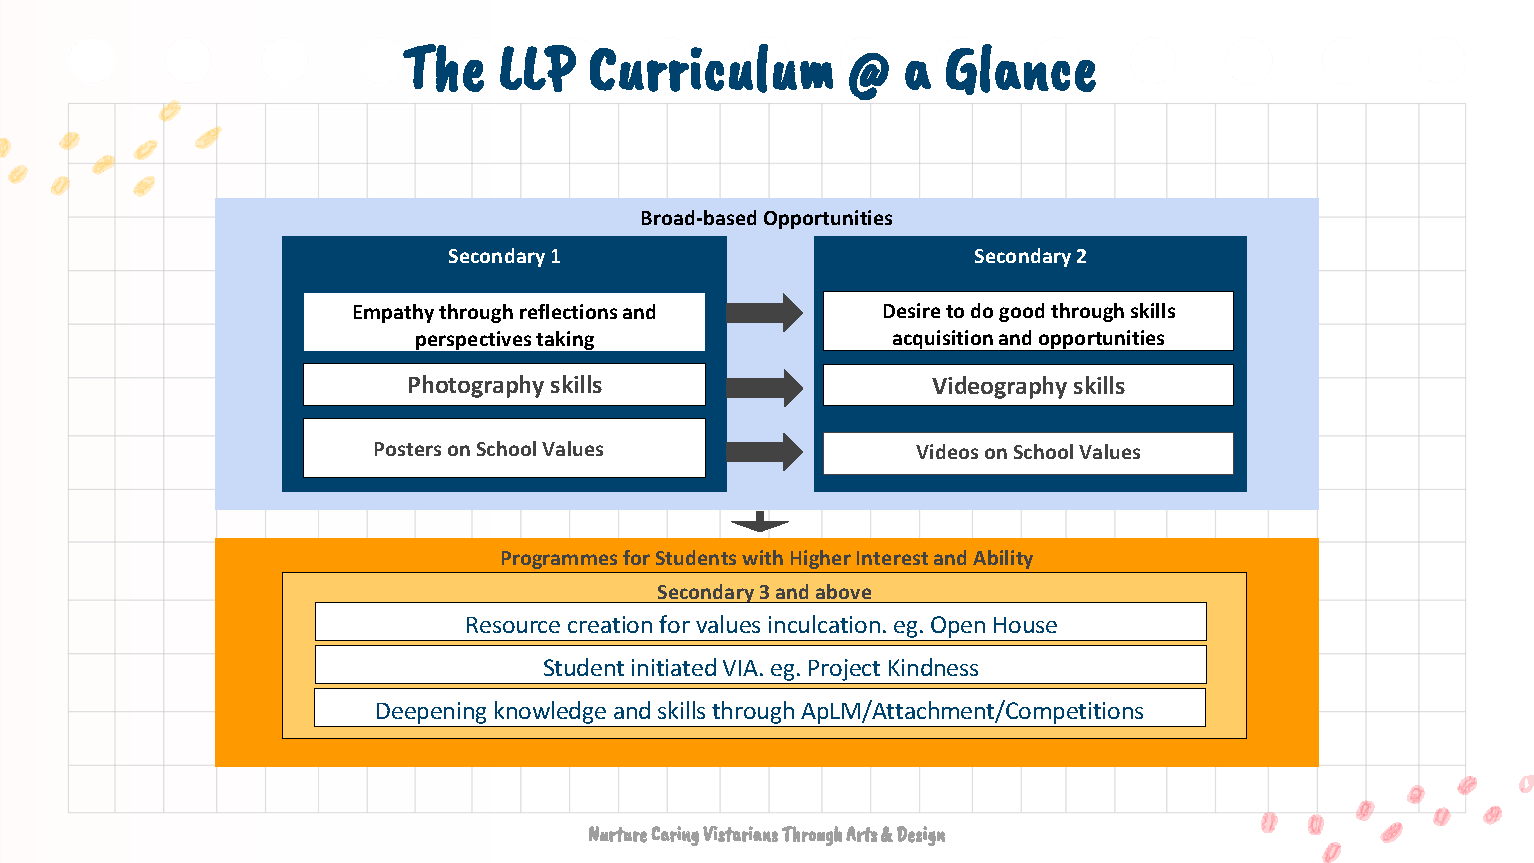 The LLP Curriculum @ a Glance
Broad-based Opportunities
Secondary 1
Empathy through reflections and
perspectives taking
Photography skills
Posters on School Values
Secondary 2
Desire to do good through skills
acquisition and opportunities
Videography skills
Videos on School Values
Programmes for Students with Higher Interest and Ability
Secondary 3 and above
Resource creation for values inculcation. eg. Open House
Student initiated VIA. eg. Project Kindness
Deepening knowledge and skills through ApLM/Attachment/Competitions
Nurture Caring Vistarians Through Arts & Design